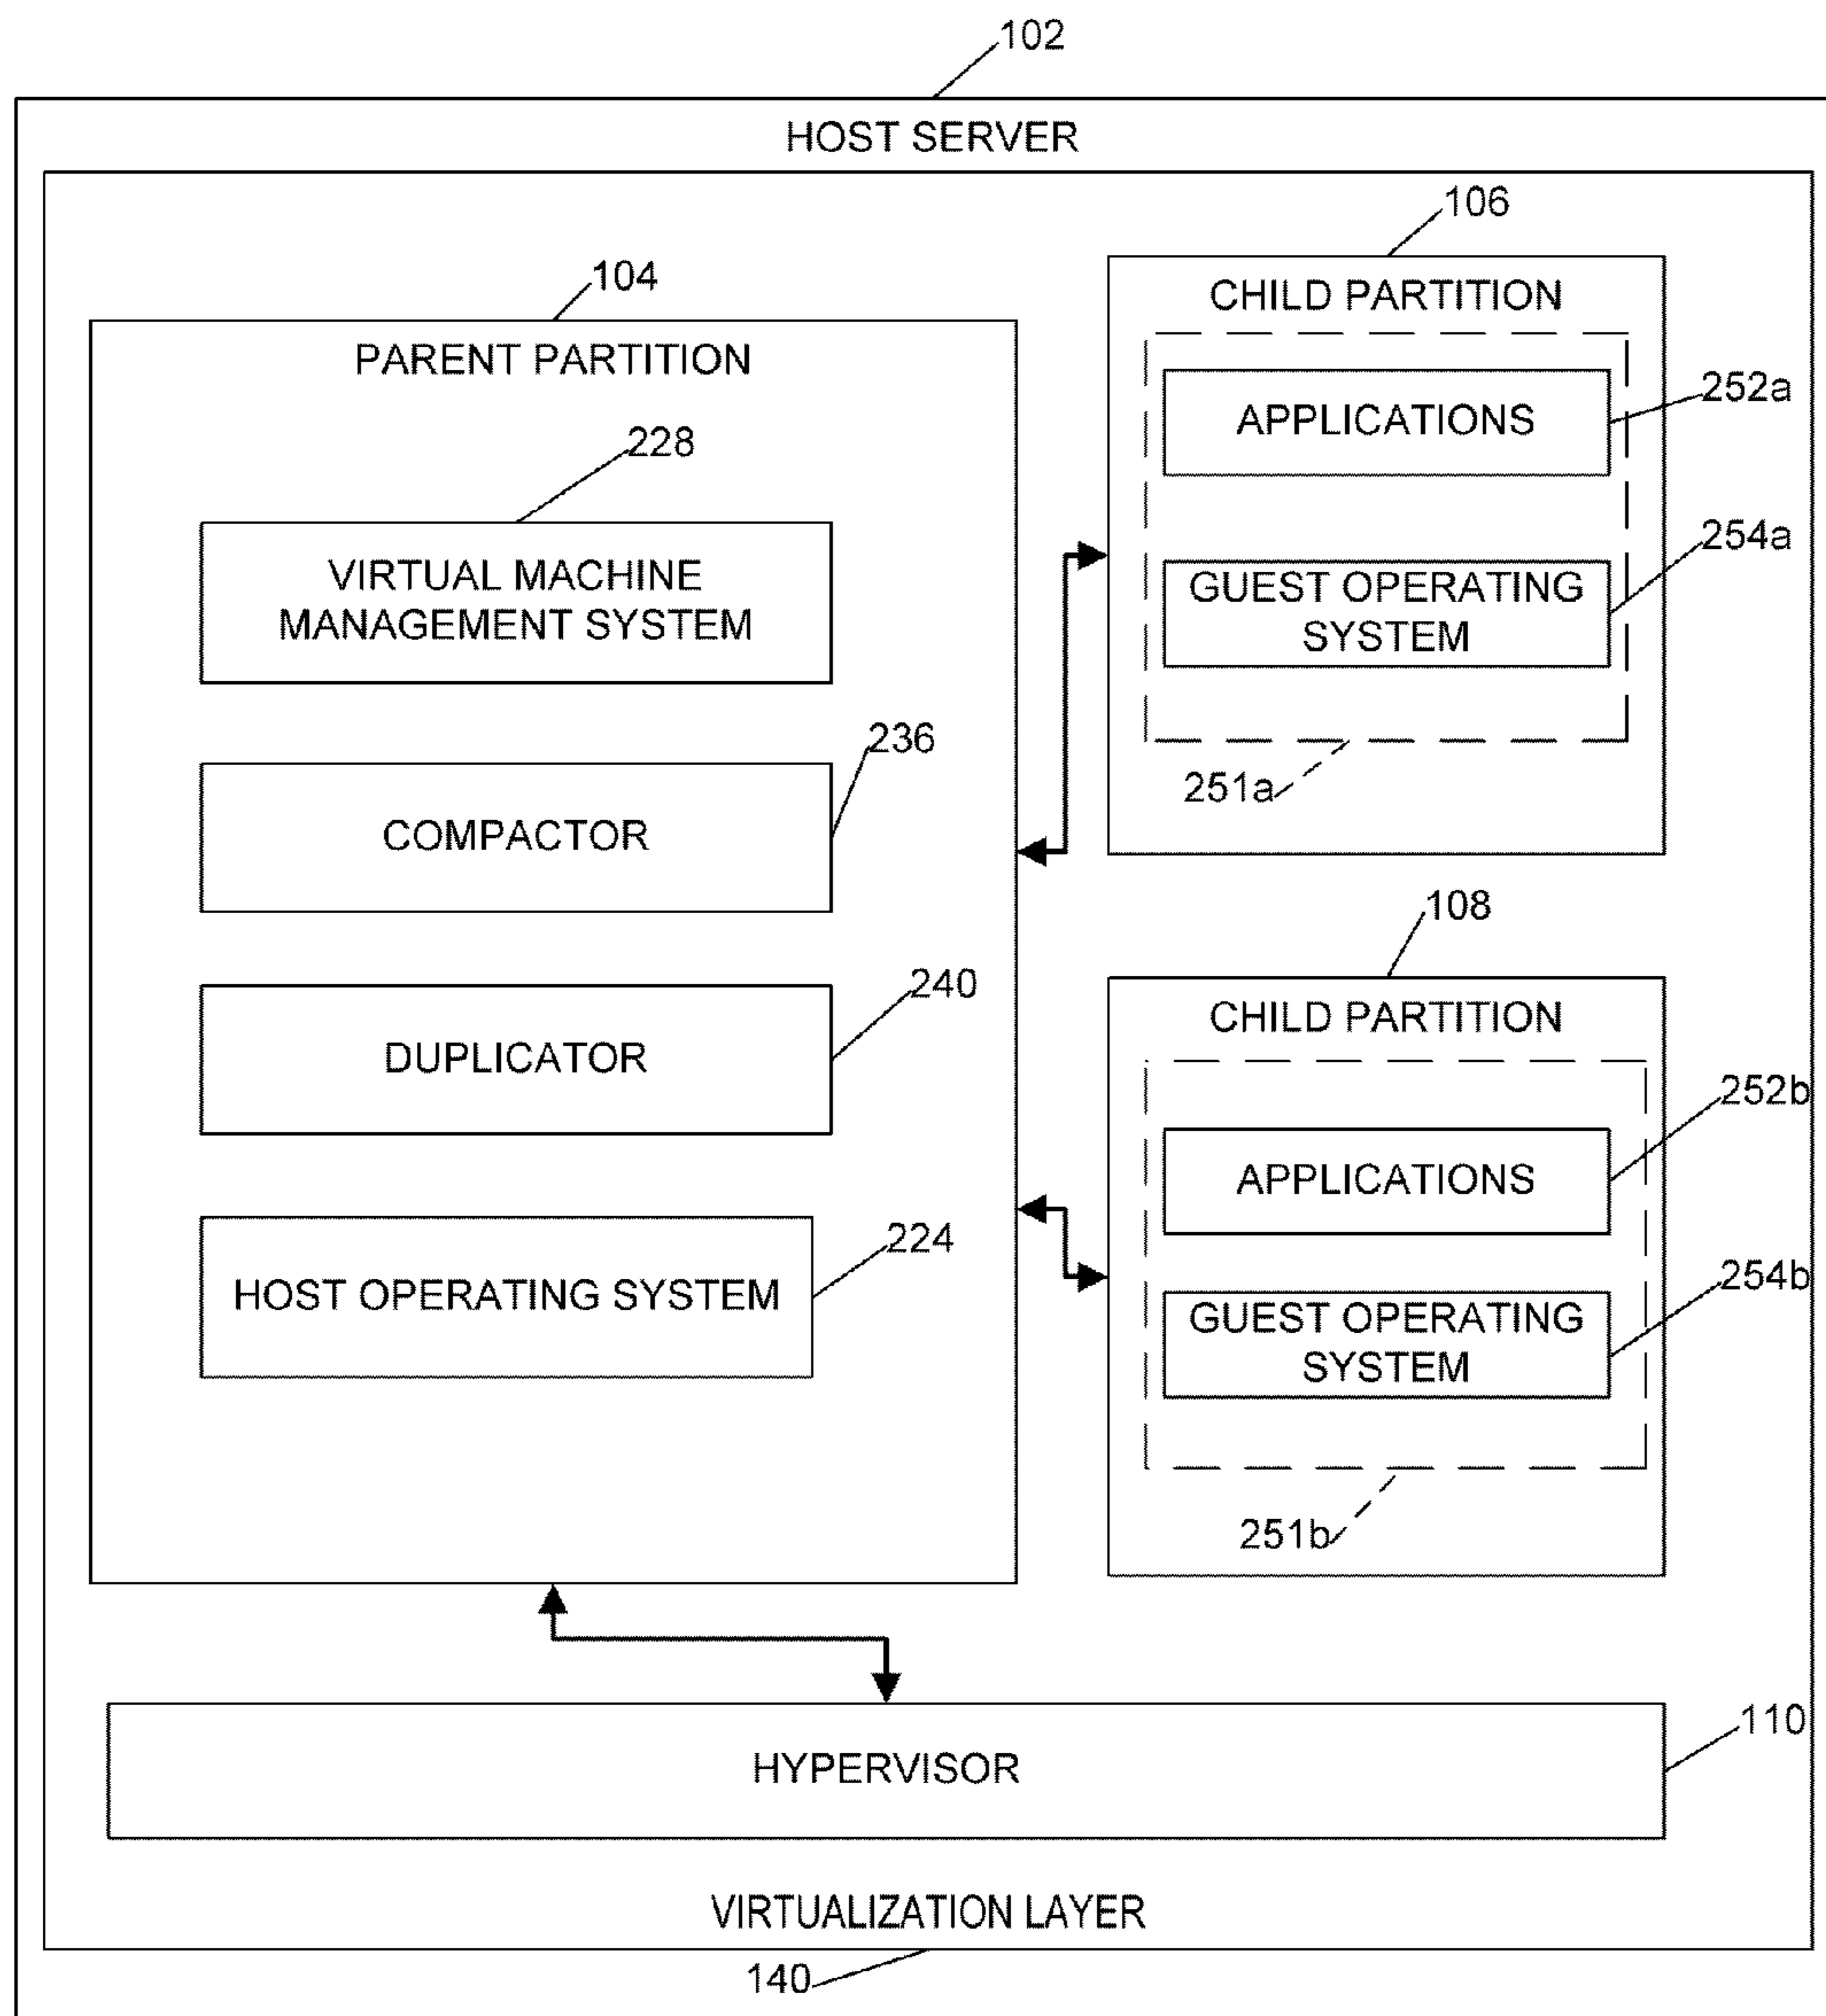 102
HOST SERVER
106
104
CHILD PARTITION
PARENT PARTITION
252a
APPLICATIONS
228
254a
VIRTUAL MACHINE
MANAGEMENT SYSTEM
GUEST OPERATING
SYSTEM
236
251a
COMPACTOR
108
240
CHILD PARTITION
DUPLICATOR
252b
APPLICATIONS
224
254b
HOST OPERATING SYSTEM
GUEST OPERATING
SYSTEM
251b
110
HYPERVISOR
VIRTUALIZATION LAYER
140